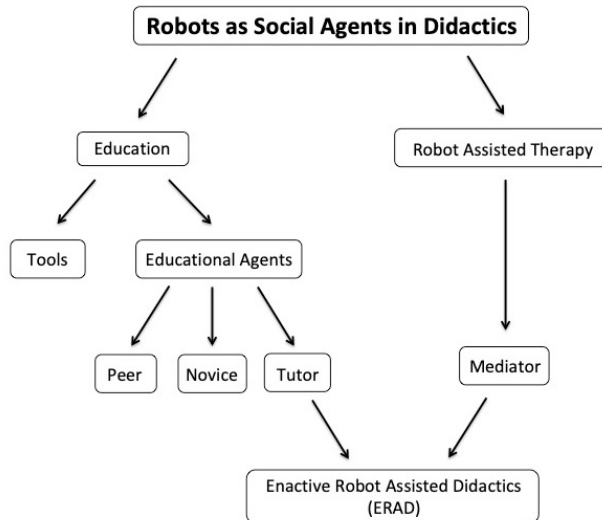 Robots as Social Agents in Didactics
Education
Robot Assisted Therapy
Tools
Educational Agents
Peer
Novice
Tutor
Mediator
Enactive Robot Assisted Didactics
(ERAD)